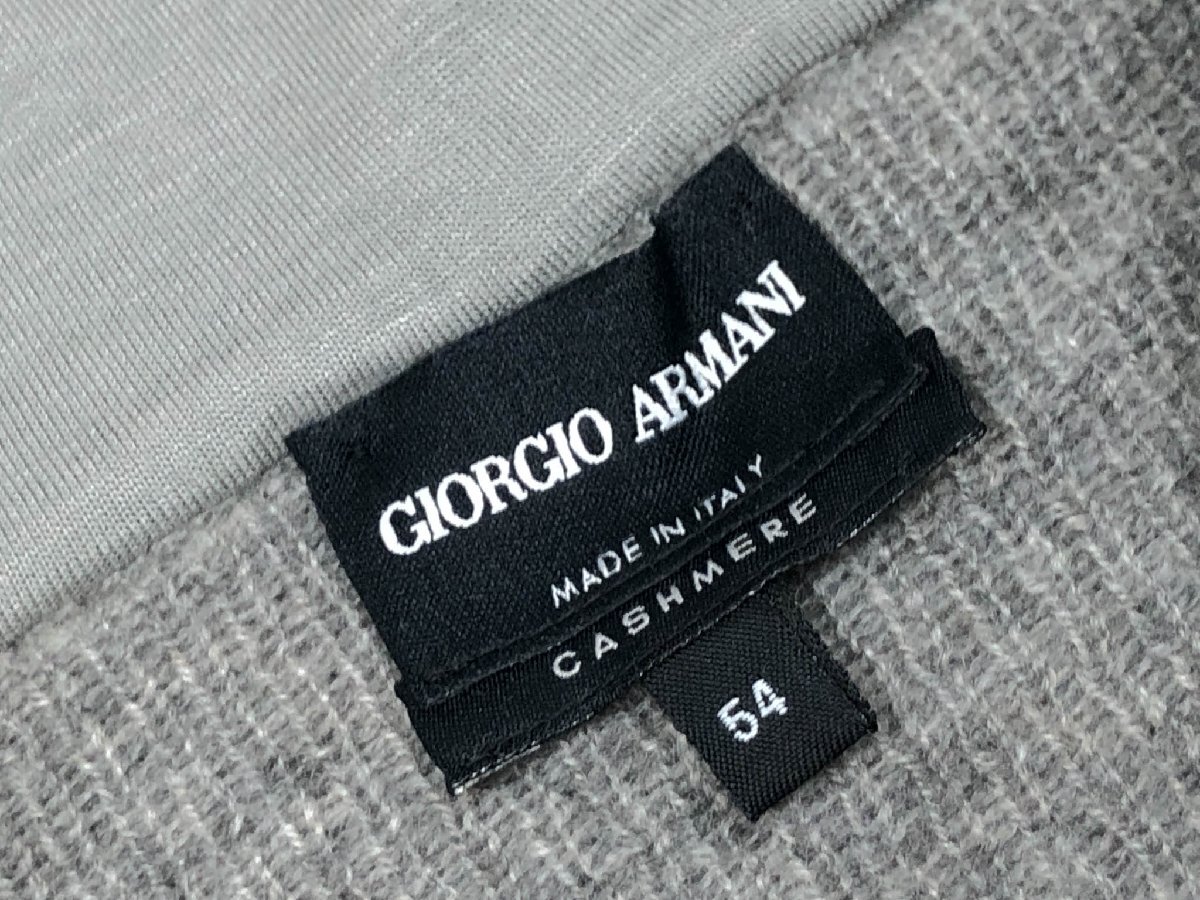 GIORGIO ARMANI
MADE IN ITALY
CASHMERE
54